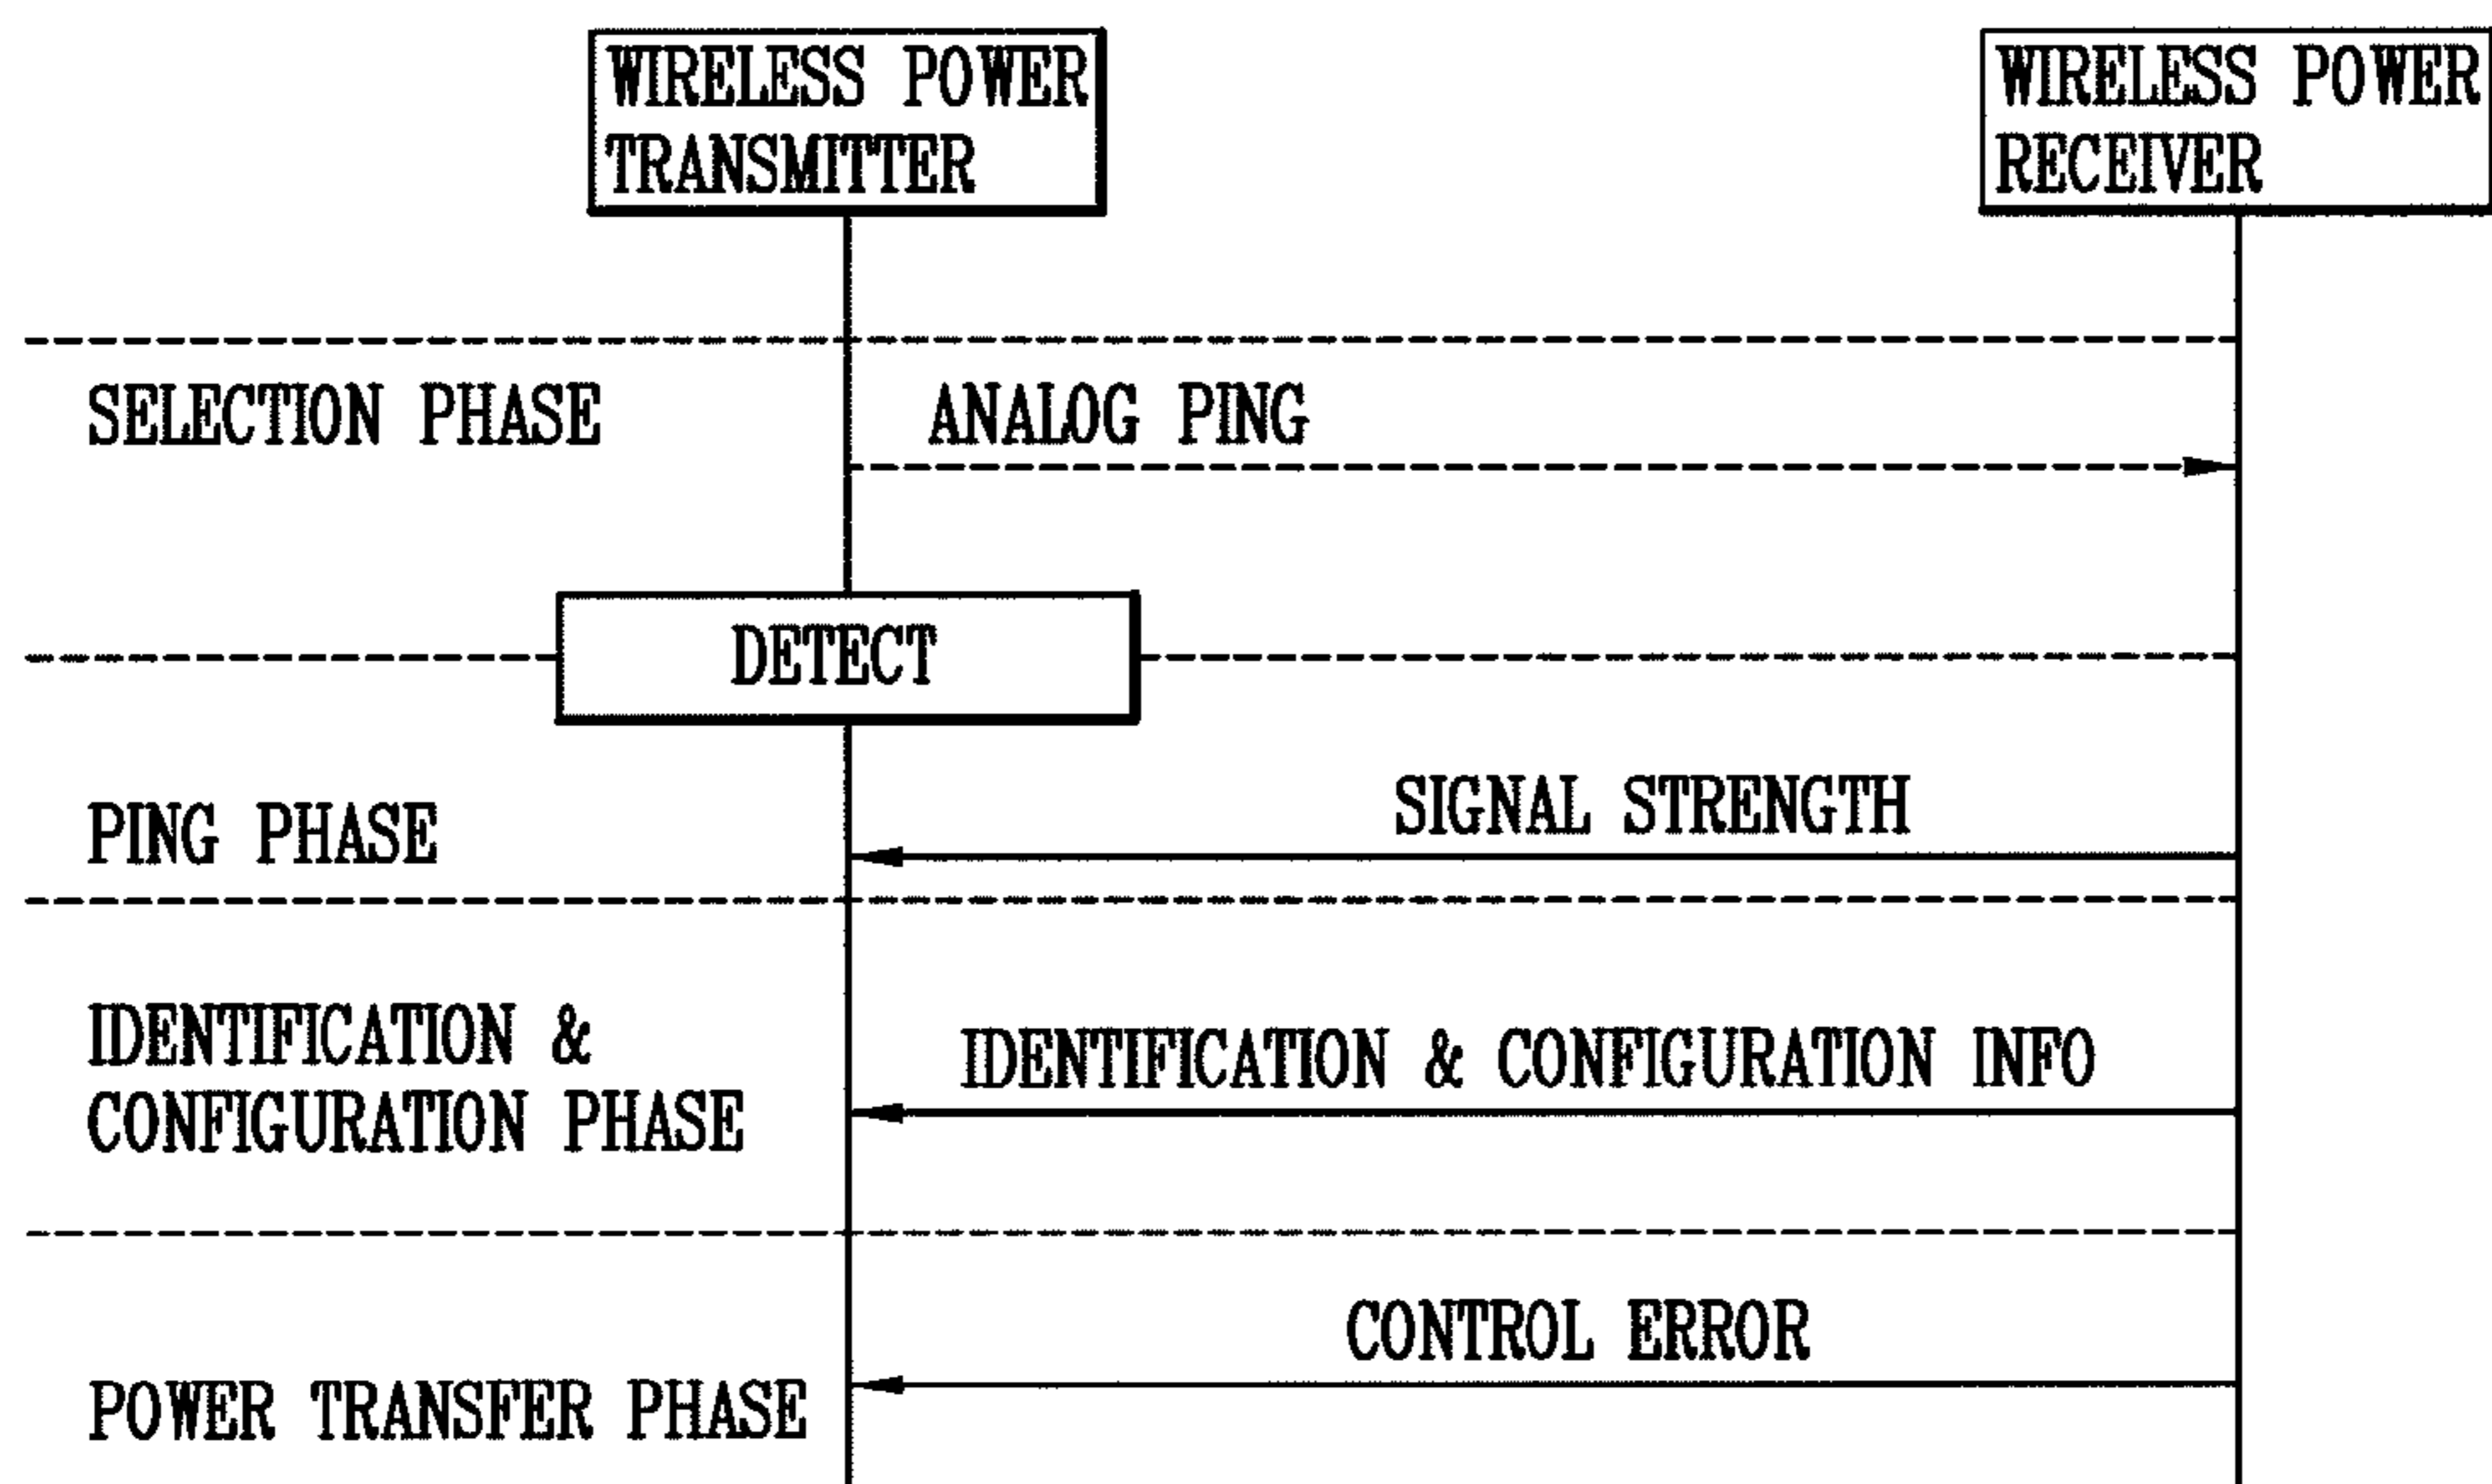 WIRELESS POWER
TRANSMITTER
WIRELESS POWER
RECEIVER
SELECTION PHASE
ANALOG PING
DETECT
SIGNAL STRENGTH
PING PHASE
IDENTIFICATION &
CONFIGURATION PHASE
IDENTIFICATION & CONFIGURATION INFO
CONTROL ERROR
POWER TRANSFER PHASE